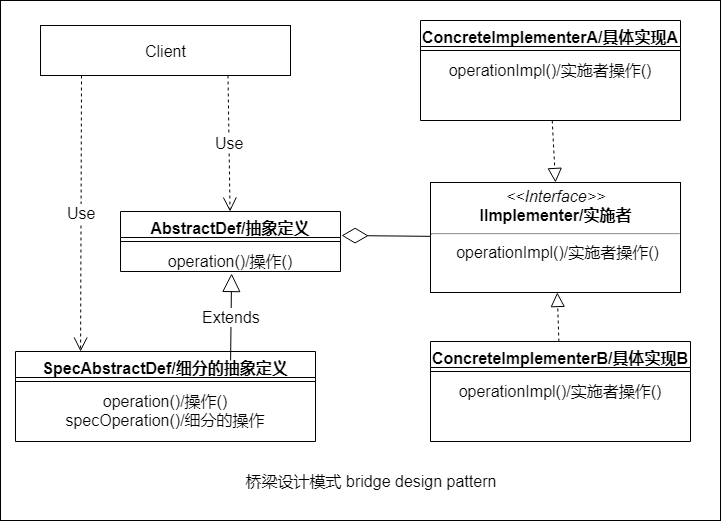 Client
ConcreteImplementerA/具体实现A
operationImpl()/实施者操作()
Use
Use
<<Interface>>
IImplementer/实施者
operationImpl()/实施者操作()
AbstractDef/抽象定义
operation()/操作()
Extends
SpecAbstractDef/细分的抽象定义
operation()/操作()
specOperation()/细分的操作
ConcreteImplementerB/具体实现B
operationImpl()/实施者操作()
桥梁设计模式 bridge design pattern